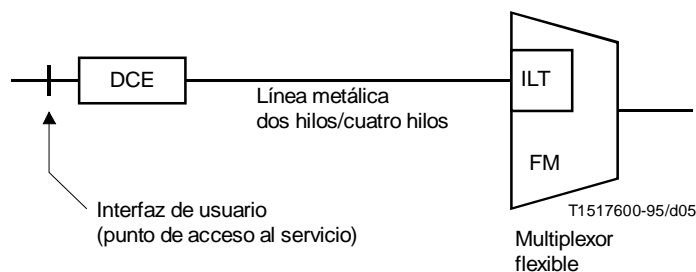 DCE
ILT
Línea metálica
dos hilos/cuatro hilos
FM
T1517600-95/d05
Interfaz de usuario
(punto de acceso al servicio)
Multiplexor
flexible